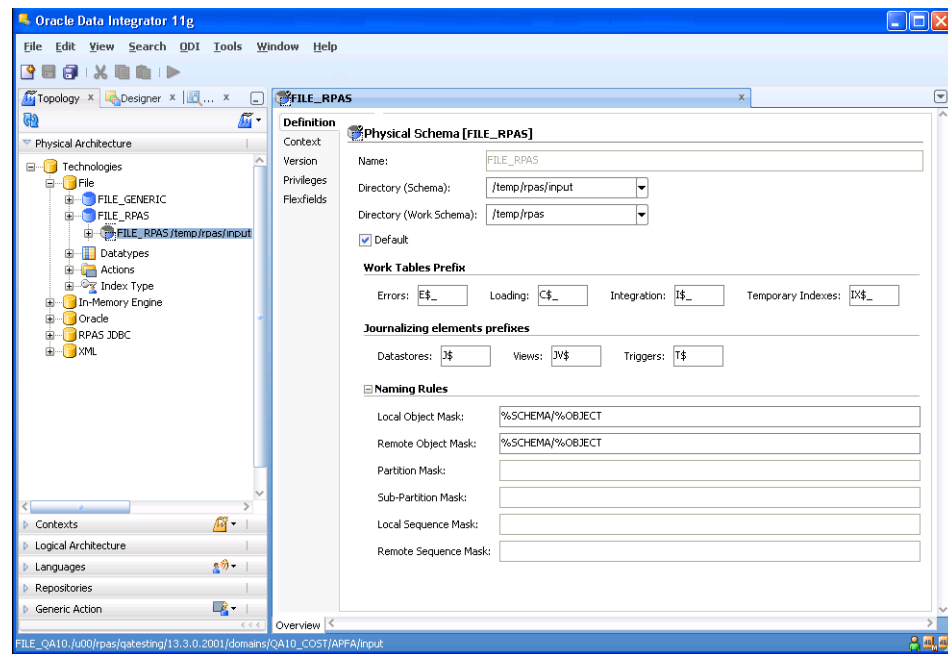 Oracle Data Integrator 11g
File Edit View Search ODI Tools Window Help
Topology x Designer x ... x
FILE_RPAS x
Physical Architecture
Technologies
File
FILE_GENERIC
FILE_RPAS
FILE_RPAS /temp/rpas/input
Datatypes
Actions
Index Type
In-Memory Engine
Oracle
RPAS JDBC
XML
Contexts
Logical Architecture
Languages
Repositories
Generic Action
Definition
Context
Version
Privileges
Flexfields
Physical Schema [FILE_RPAS]
Name: FILE_RPAS
Directory (Schema): /temp/rpas/input
Directory (Work Schema): /temp/rpas
Default
Work Tables Prefix
Errors: E$_ Loading: C$_ Integration: I$_ Temporary Indexes: IX$_
Journalizing elements prefixes
Datastores: J$ Views: JV$ Triggers: T$
Naming Rules
Local Object Mask: %SCHEMA/%OBJECT
Remote Object Mask: %SCHEMA/%OBJECT
Partition Mask:
Sub-Partition Mask:
Local Sequence Mask:
Remote Sequence Mask:
Overview
FILE_QA10./u00/rpas/qatesting/13.3.0.2001/domains/QA10_COST/APFA/input